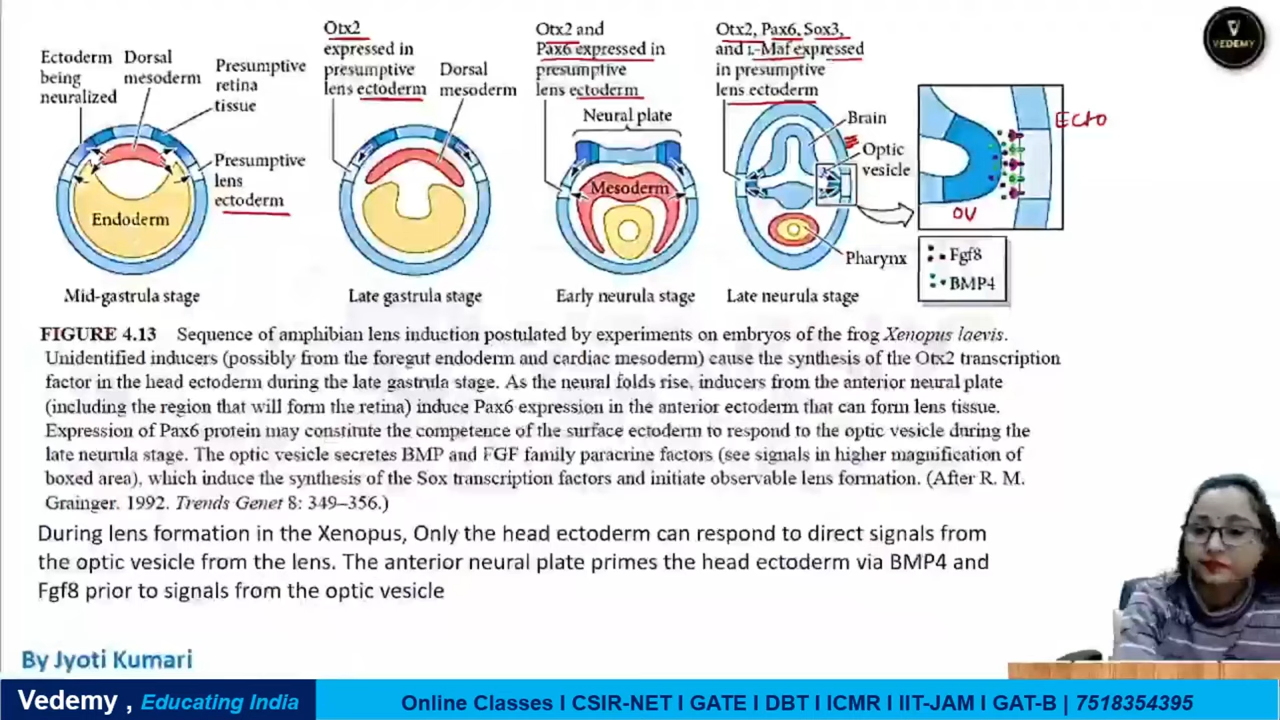 Ectoderm
being
neuralized
Dorsal
mesoderm
Presumptive
retina
tissue
Presumptive
lens
ectoderm
Endoderm
Mid-gastrula stage
Otx2
expressed in
presumptive
lens ectoderm
Dorsal
mesoderm
Late gastrula stage
Otx2 and
Pax6 expressed in
presumptive
lens ectoderm
Neural plate
Mesoderm
Early neurula stage
Otx2, Pax6, Sox3,
and L-Maf expressed
in presumptive
lens ectoderm
Brain
Optic
vesicle
Pharynx
Late neurula stage
Ecto
OV
Fgf8
BMP4
VEDEMY
FIGURE 4.13 Sequence of amphibian lens induction postulated by experiments on embryos of the frog Xenopus laevis.
Unidentified inducers (possibly from the foregut endoderm and cardiac mesoderm) cause the synthesis of the Otx2 transcription
factor in the head ectoderm during the late gastrula stage. As the neural folds rise, inducers from the anterior neural plate
(including the region that will form the retina) induce Pax6 expression in the anterior ectoderm that can form lens tissue.
Expression of Pax6 protein may constitute the competence of the surface ectoderm to respond to the optic vesicle during the
late neurula stage. The optic vesicle secretes BMP and FGF family paracrine factors (see signals in higher magnification of
boxed area), which induce the synthesis of the Sox transcription factors and initiate observable lens formation. (After R. M.
Grainger. 1992. Trends Genet 8: 349–356.)
During lens formation in the Xenopus, Only the head ectoderm can respond to direct signals from
the optic vesicle from the lens. The anterior neural plate primes the head ectoderm via BMP4 and
Fgf8 prior to signals from the optic vesicle
By Jyoti Kumari
Vedemy , Educating India
Online Classes I CSIR-NET I GATE I DBT I ICMR I IIT-JAM I GAT-B | 7518354395